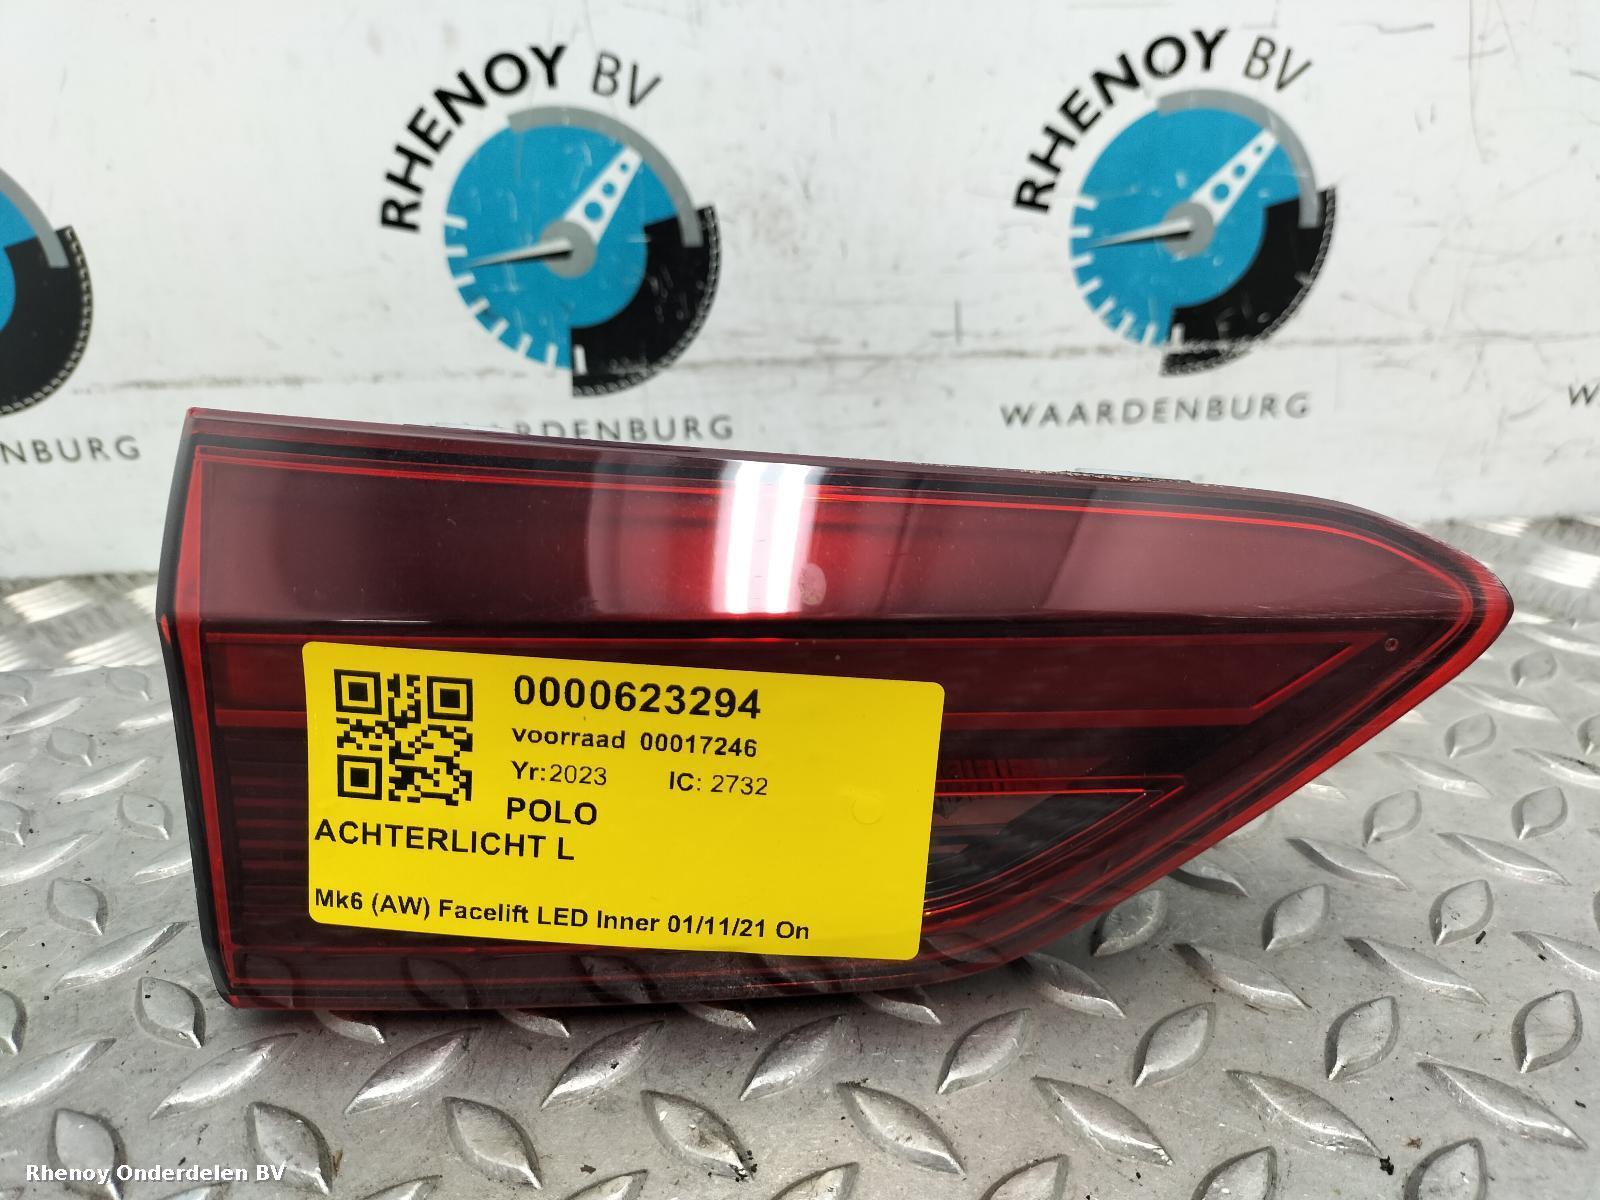 RHENOY BV
RHENOY BV
NBURG
DENBURG
WAARDENBURG
W
0000623294
voorraad 00017246
Yr:2023 IC: 2732
POLO
ACHTERLICHT L
Mk6 (AW) Facelift LED Inner 01/11/21 On
Rhenoy Onderdelen BV